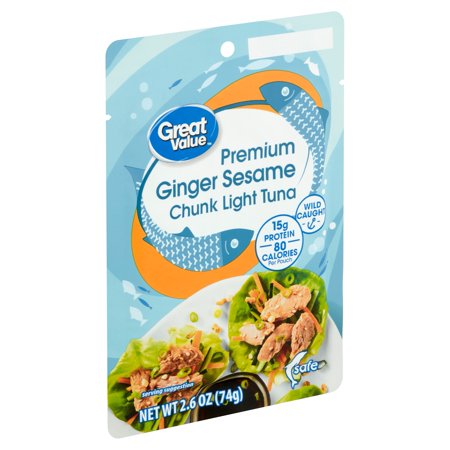 Great
Value™
Premium
Ginger Sesame
Chunk Light Tuna
WILD
CAUGHT
15g
PROTEIN
80
CALORIES
Per Pouch
safe
serving suggestion
NET WT 2.6 OZ (74g)